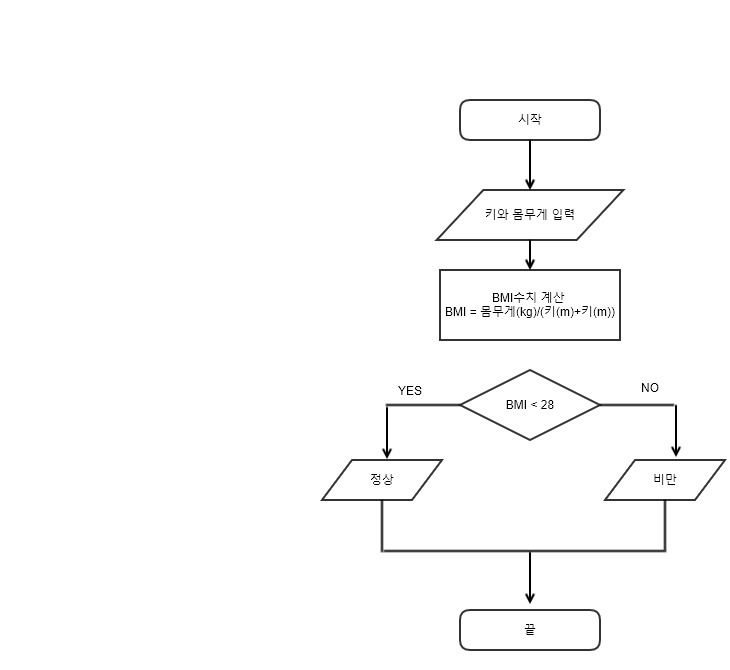 시작
키와 몸무게 입력
BMI수치 계산
BMI = 몸무게(kg)/(키(m)+키(m))
YES
NO
BMI < 28
정상
비만
끝